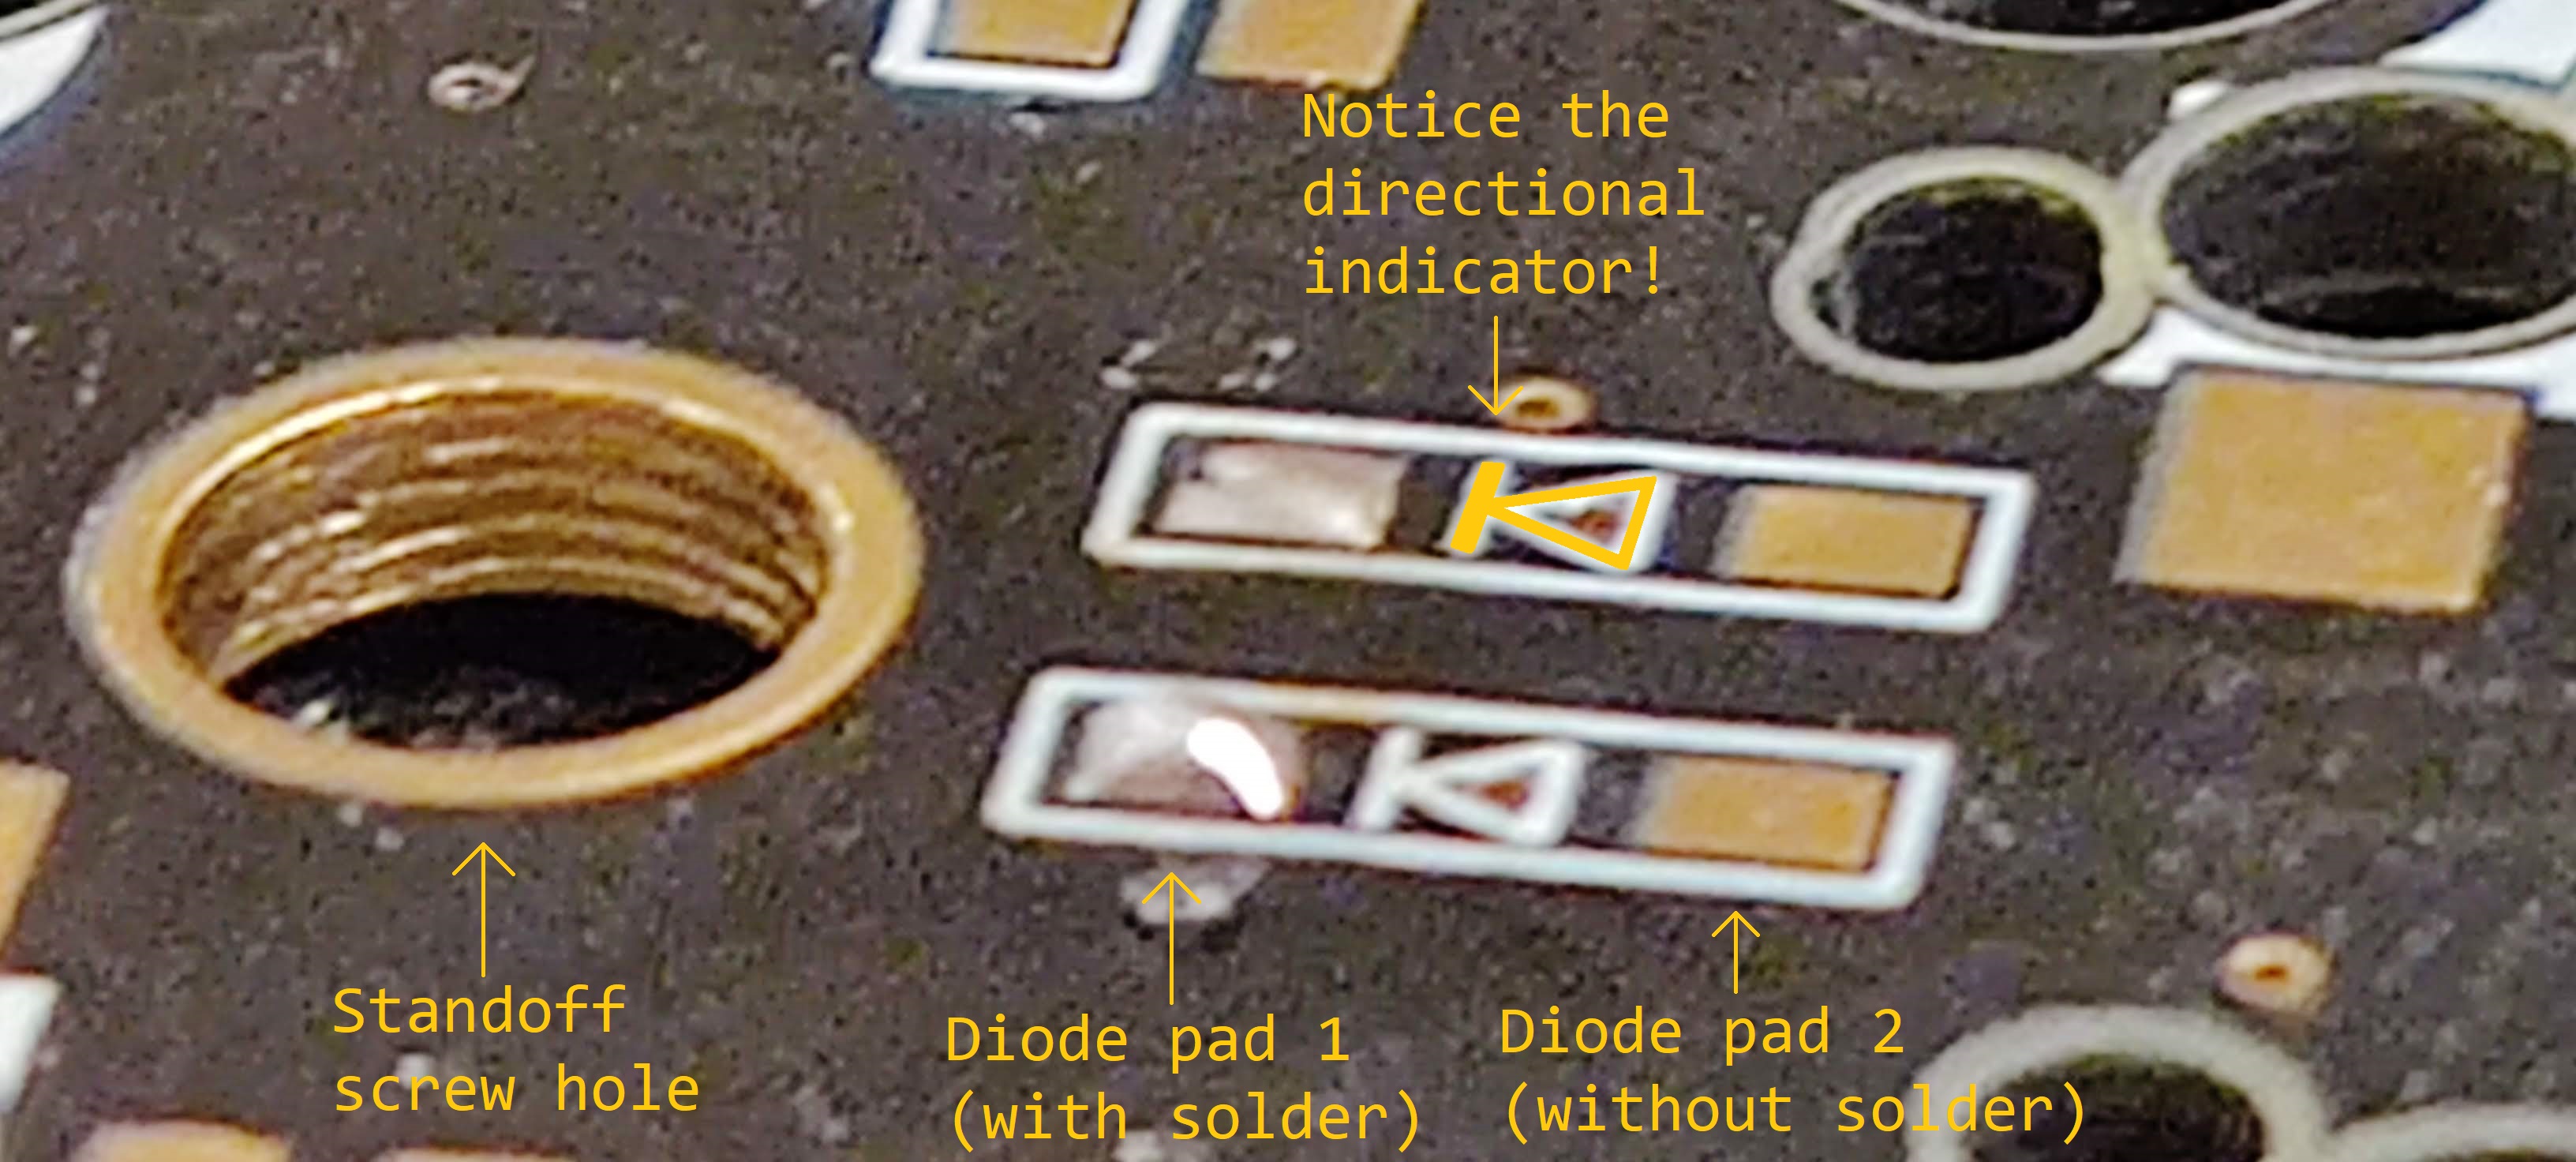 Notice the
directional
indicator!
Standoff
screw hole
Diode pad 1
(with solder)
Diode pad 2
(without solder)